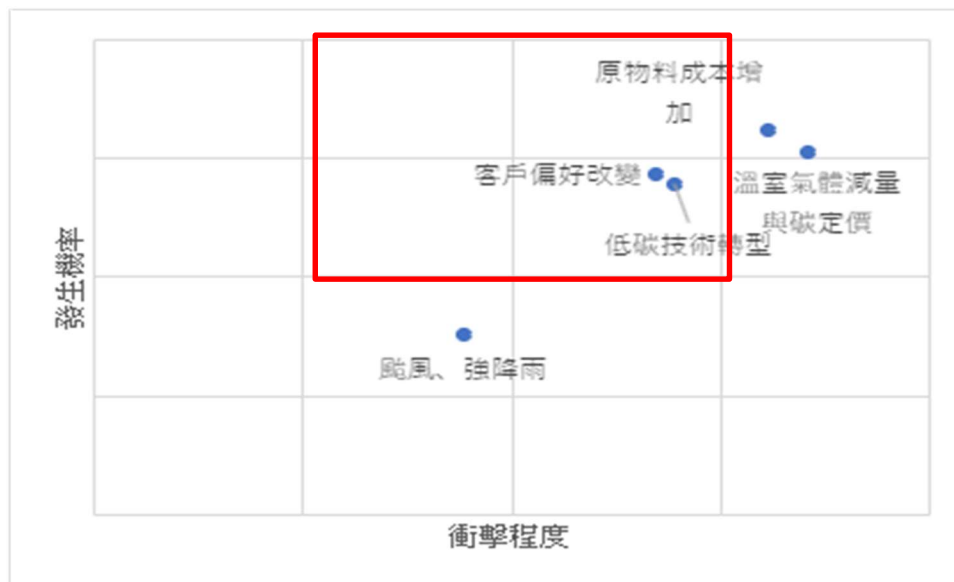 原物料成本增
加
客戶偏好改變
溫室氣體減量
與碳定價
低碳技術轉型
颱風、強降雨
發生機率
衝擊程度